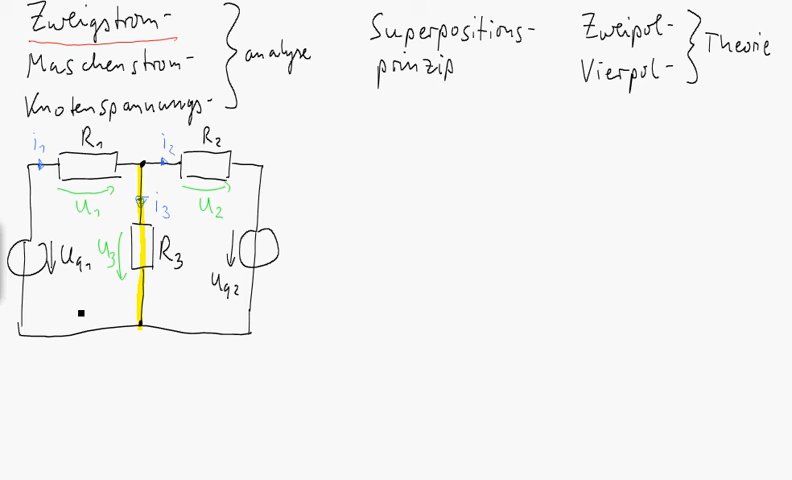 Zweigstrom-
Maschenstrom-
Knotenspannungs-
analyse
Superpositions-
prinzip
Zweipol-
Vierpol-
Theorie
i1 R1 i2 R2
u1 i3 u2
uq1 u3 R3 uq2